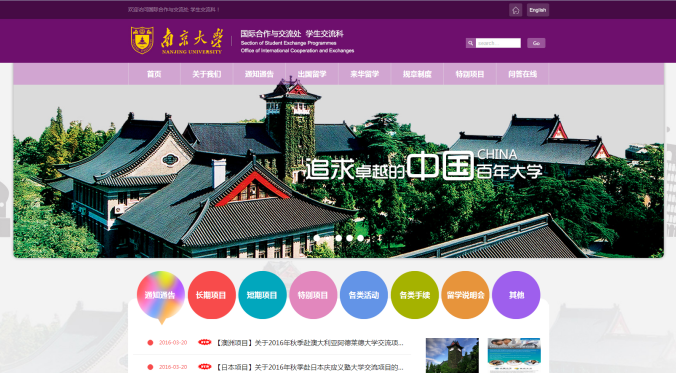 欢迎访问国际合作与交流处 学生交流科！
English
南京大学
NANJING UNIVERSITY
国际合作与交流处 学生交流科
Section of Student Exchange Programmes
Office of International Cooperation and Exchanges
search
Go
首页 关于我们 通知通告 出国留学 来华留学 规章制度 特别项目 问答在线
追求卓越的中国CHINA百年大学
通知通告 长期项目 短期项目 特别项目 各类活动 各类手续 留学说明会 其他
2016-03-20 【澳洲项目】关于2016年秋季赴澳大利亚阿德莱德大学交流项...
2016-03-20 【日本项目】关于2016年秋季赴日本庆应义塾大学交流项目的...